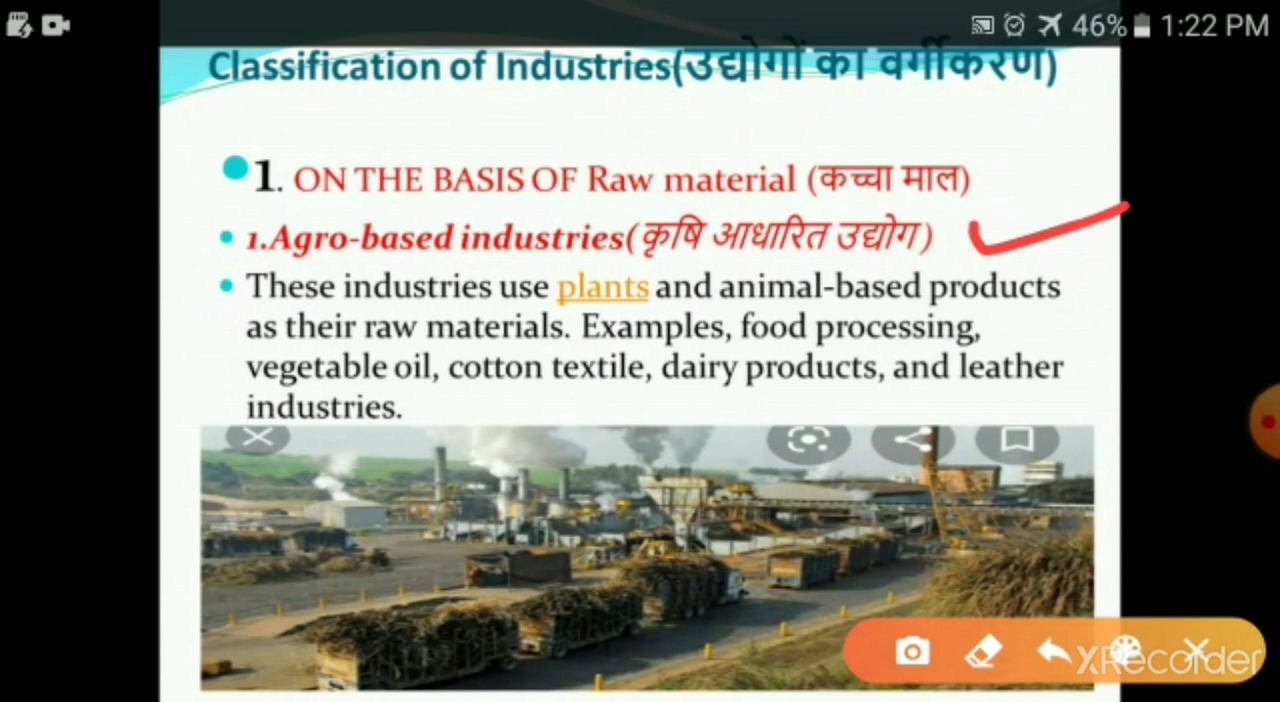 46% 1:22 PM
Classification of Industries(उद्योगों का वर्गीकरण)
1. ON THE BASIS OF Raw material (कच्चा माल)
1.Agro-based industries(कृषि आधारित उद्योग)
These industries use plants and animal-based products
as their raw materials. Examples, food processing,
vegetable oil, cotton textile, dairy products, and leather
industries.
XRecorder